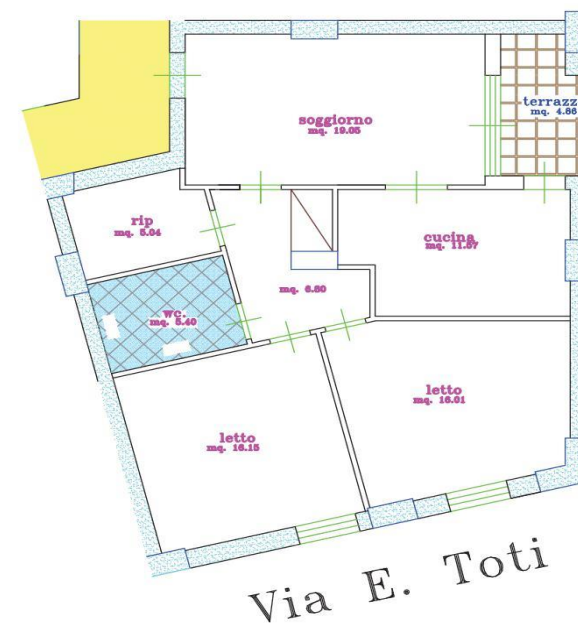 soggiorno
mq. 19.05
terrazz
mq. 4.86
rip
mq. 5.04
cucina
mq. 11.57
mq. 6.80
wc.
mq. 5.40
letto
mq. 16.01
letto
mq. 16.15
Via E. Toti